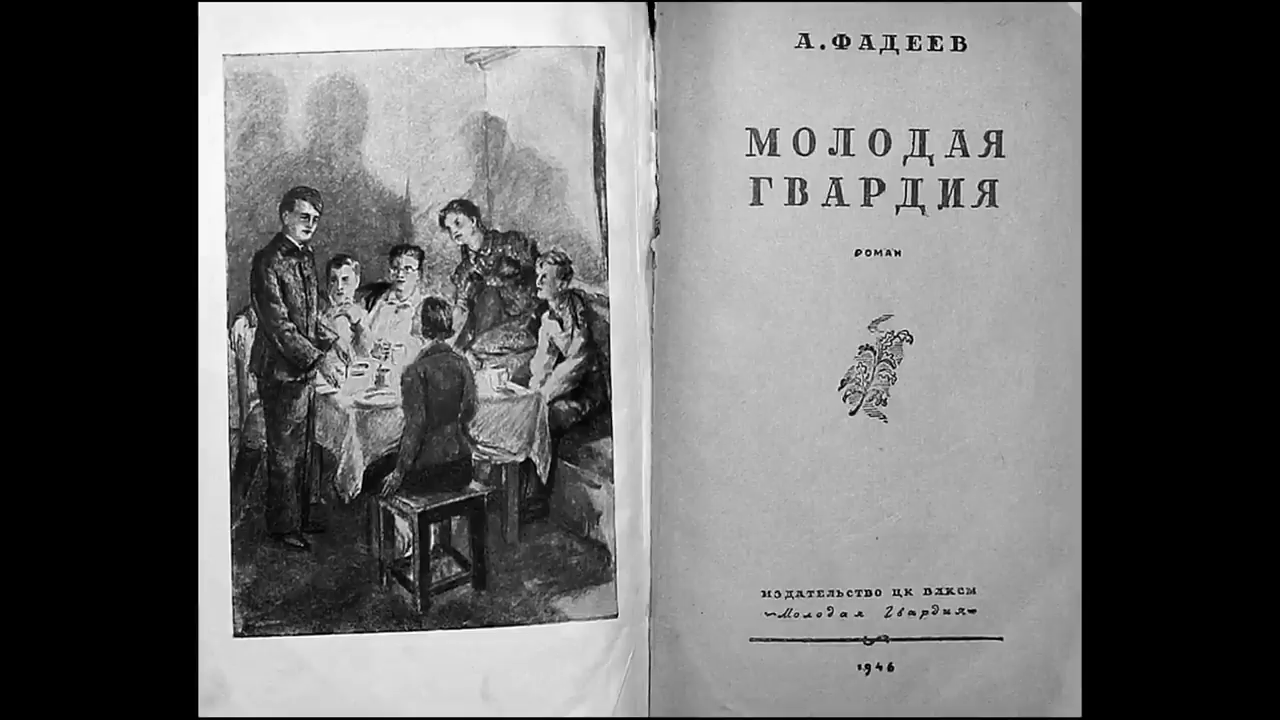 А. ФАДЕЕВ
МОЛОДАЯ
ГВАРДИЯ
РОМАН
ИЗДАТЕЛЬСТВО ЦК ВЛКСМ
Молодая Гвардия
1946